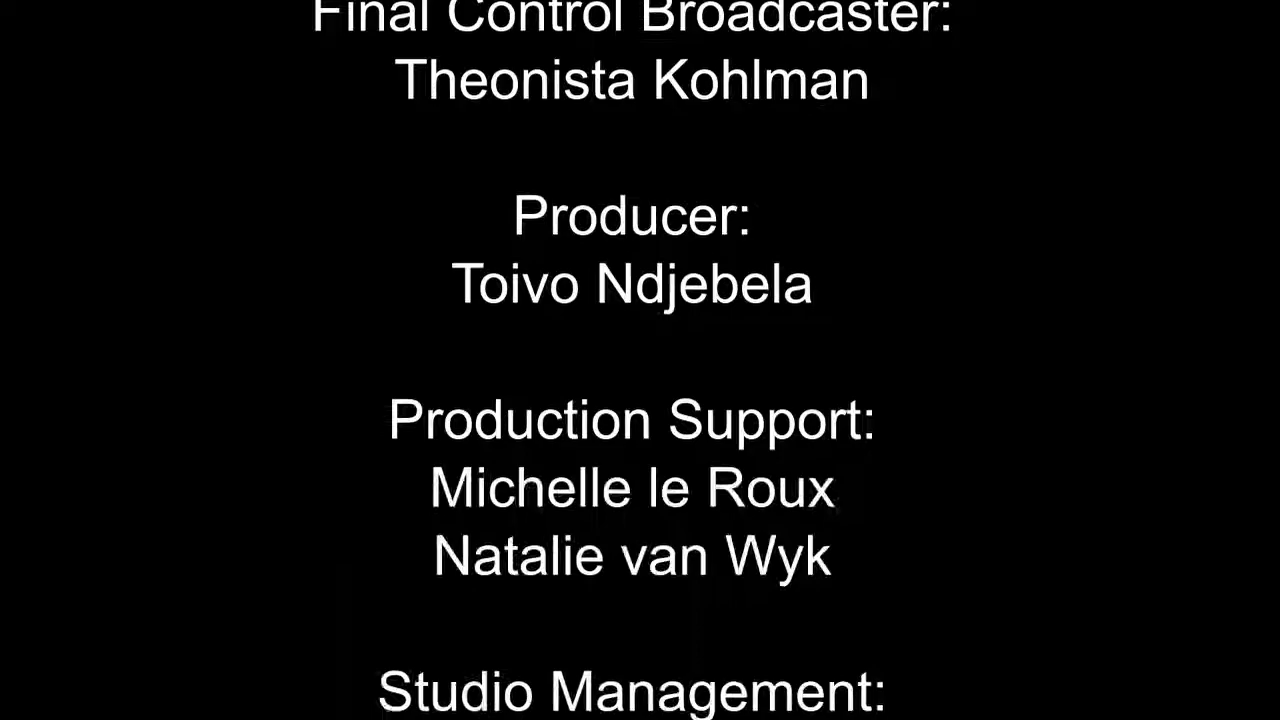 Final Control Broadcaster:
Theonista Kohlman
Producer:
Toivo Ndjebela
Production Support:
Michelle le Roux
Natalie van Wyk
Studio Management: